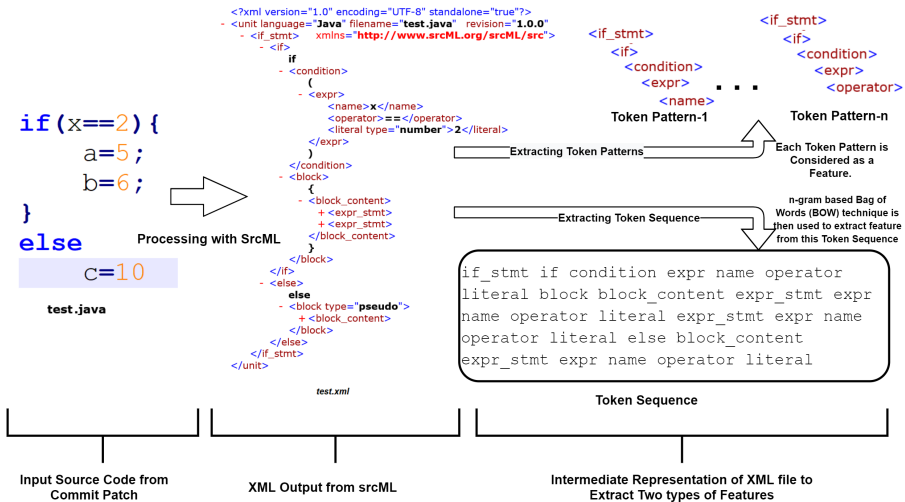 if(x==2){
a=5;
b=6;
}
else
c=10
test.java
Processing with SrcML
<?xml version="1.0" encoding="UTF-8" standalone="true"?>
- <unit language="Java" filename="test.java" revision="1.0.0"
- <if_stmt> xmlns="http://www.srcML.org/srcML/src">
- <if>
if
- <condition>
(
- <expr>
<name>x</name>
<operator>==</operator>
<literal type="number">2</literal>
</expr>
)
</condition>
- <block>
{
- <block_content>
+ <expr_stmt>
+ <expr_stmt>
</block_content>
}
</block>
</if>
- <else>
else
- <block type="pseudo">
+ <block_content>
</block>
</else>
</if_stmt>
</unit>
test.xml
<if_stmt>
<if>
<condition>
<expr>
<name>
Token Pattern-1
. . .
<if_stmt>
<if>
<condition>
<expr>
<operator>
Token Pattern-n
Extracting Token Patterns
Each Token Pattern is
Considered as a
Feature.
Extracting Token Sequence
n-gram based Bag of
Words (BOW) technique is
then used to extract feature
from this Token Sequence
if_stmt if condition expr name operator
literal block block_content expr_stmt expr
name operator literal expr_stmt expr name
operator literal else block_content
expr_stmt expr name operator literal
Token Sequence
Input Source Code from
Commit Patch
XML Output from srcML
Intermediate Representation of XML file to
Extract Two types of Features